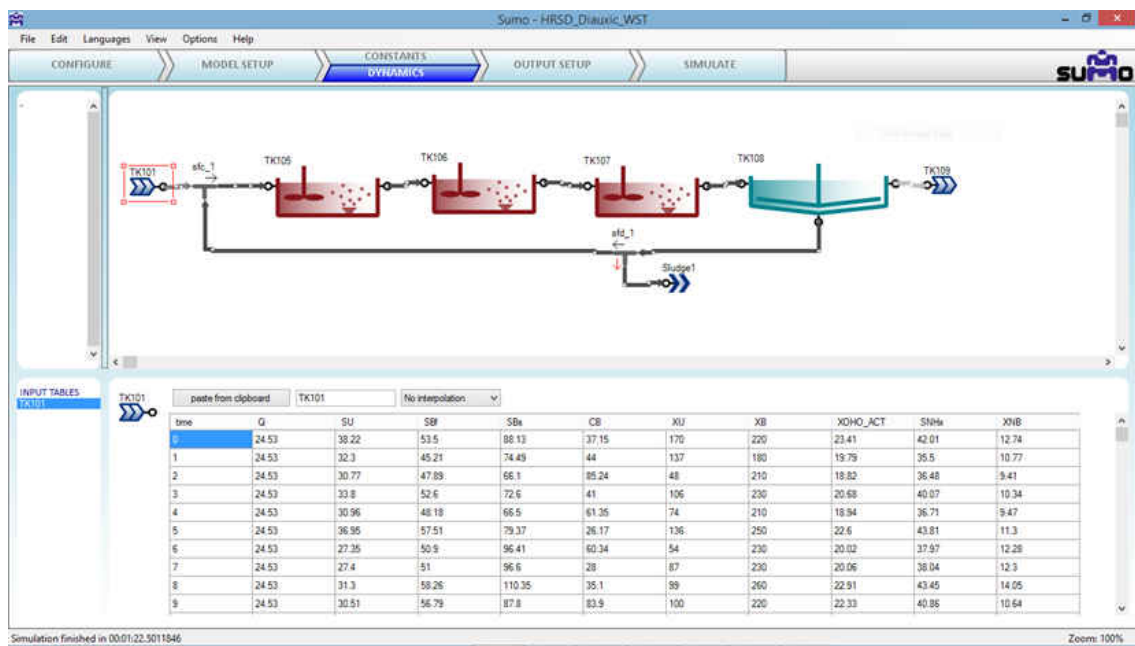 Sumo - HRSD_Diauxic_WST
File Edit Languages View Options Help
CONFIGURE MODEL SETUP CONSTANTS DYNAMICS OUTPUT SETUP SIMULATE
sumo
TK101 sfc_1 TK105 TK106 TK107 TK108 TK109
sfd_1
Sludge1
INPUT TABLES
TK101
TK101 paste from clipboard TK101 No interpolation
time Q SU SBf SBs CB XU XB XOHO_ACT SNHx XNB
0 24.53 38.22 53.5 88.13 37.15 170 220 23.41 42.01 12.74
1 24.53 32.3 45.21 74.49 44 137 180 19.79 35.5 10.77
2 24.53 30.77 47.89 66.1 85.24 48 210 18.82 36.48 9.41
3 24.53 33.8 52.6 72.6 41 106 230 20.68 40.07 10.34
4 24.53 30.96 48.18 66.5 61.35 74 210 18.94 36.71 9.47
5 24.53 36.95 57.51 79.37 26.17 136 250 22.6 43.81 11.3
6 24.53 27.35 50.9 96.41 60.34 54 230 20.02 37.97 12.28
7 24.53 27.4 51 96.6 28 87 230 20.06 38.04 12.3
8 24.53 31.3 58.26 110.35 35.1 99 260 22.91 43.45 14.05
9 24.53 30.51 56.79 87.8 83.9 100 220 22.33 40.86 10.64
Simulation finished in 00:01:22.5011846 Zoom: 100%